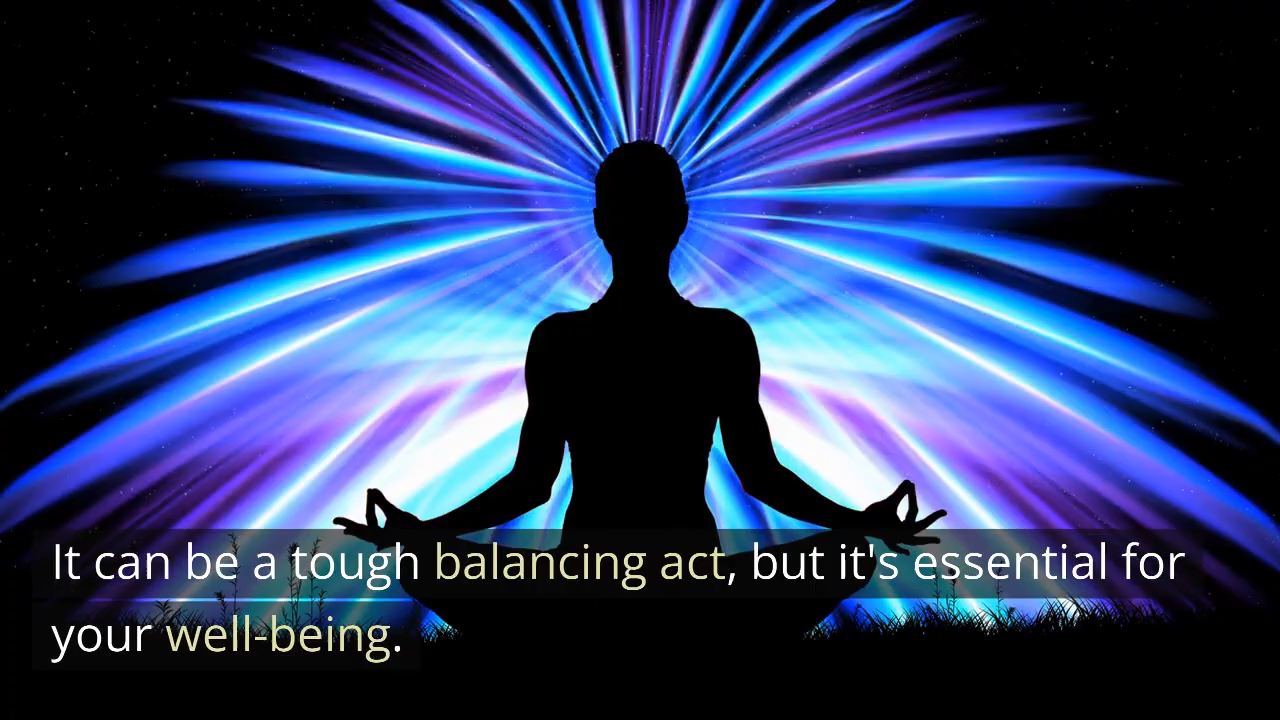 It can be a tough balancing act, but it's essential for
your well-being.